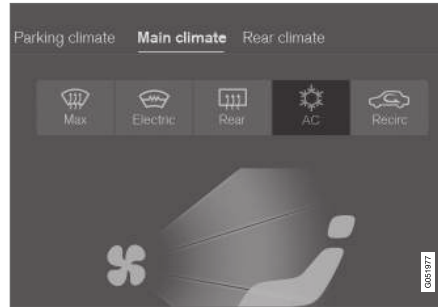 Parking climate Main climate Rear climate
Max Electric Rear AC Recirc
G051977